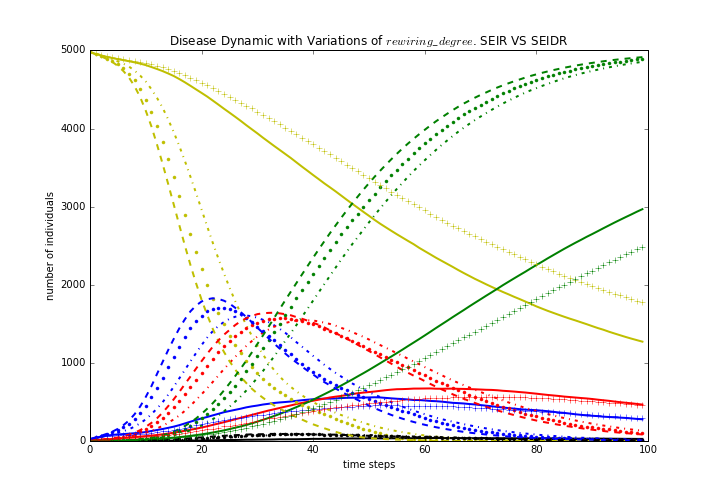 Disease Dynamic with Variations of rewiring_degree. SEIR VS SEIDR
5000
4000
3000
2000
1000
0
number of individuals
0 20 40 60 80 100
time steps